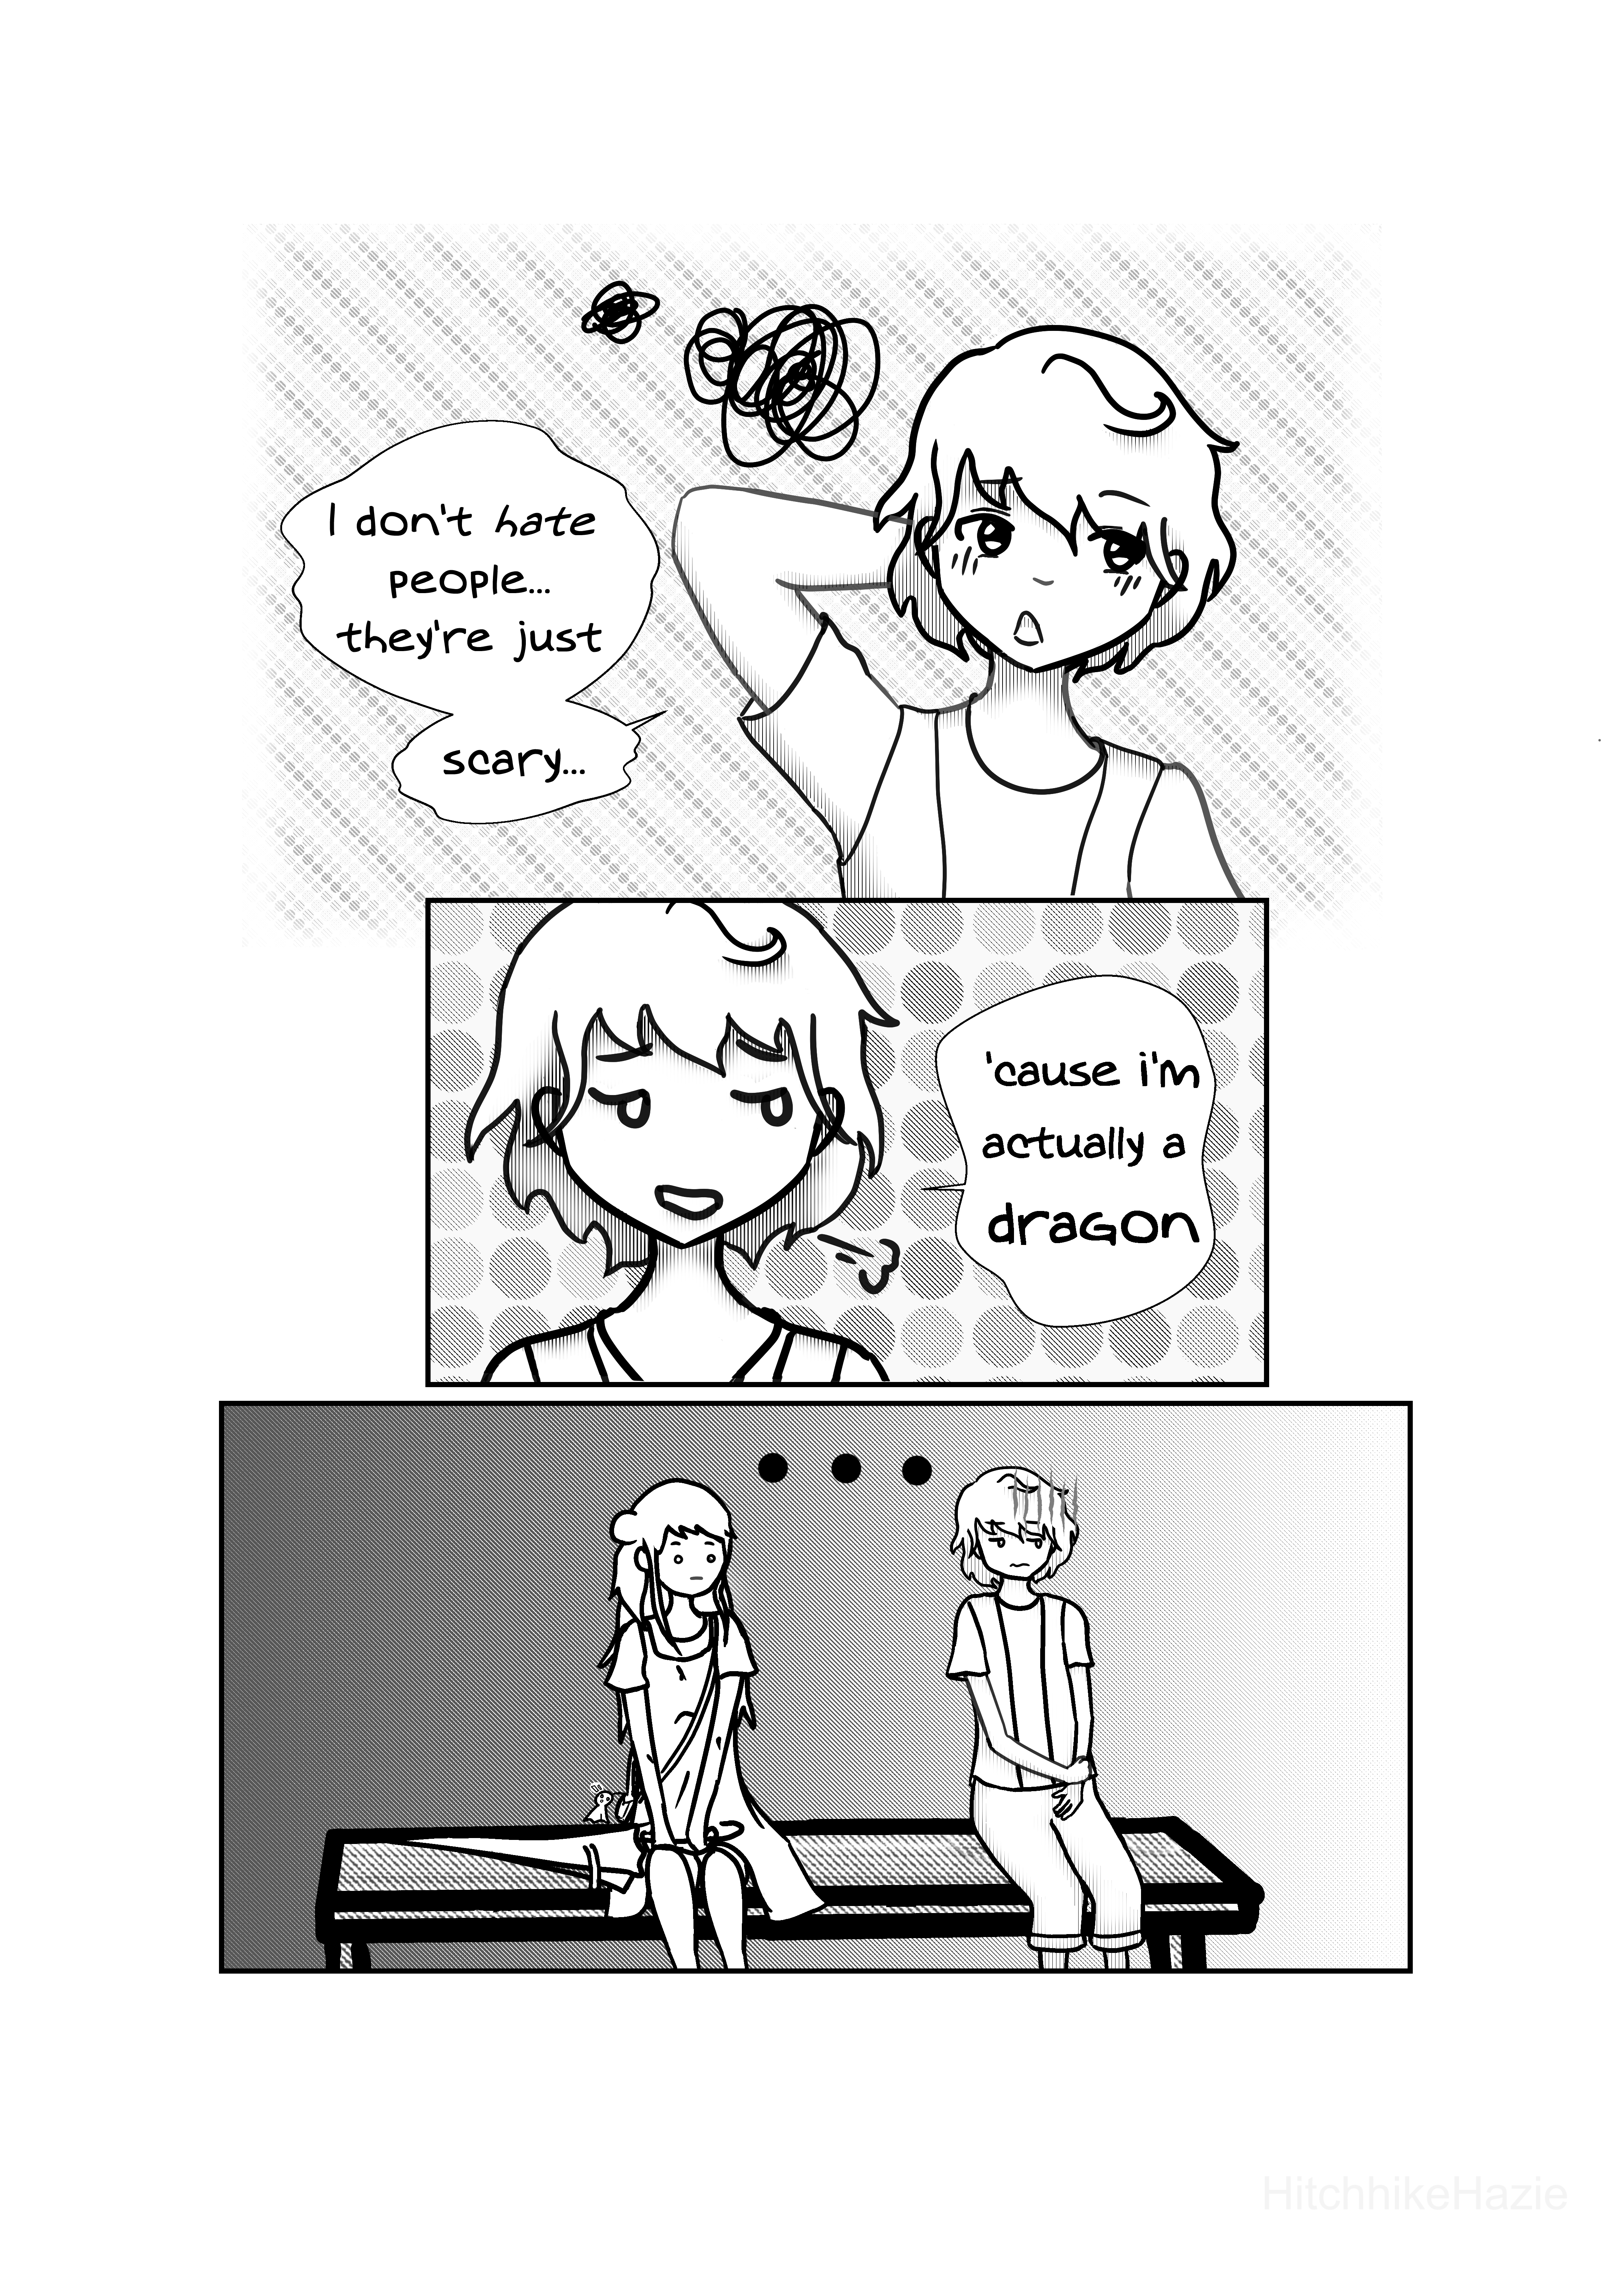 I don't hate
people...
they're just
scary...
'cause i'm
actually a
dragon
HitchhikeHazie